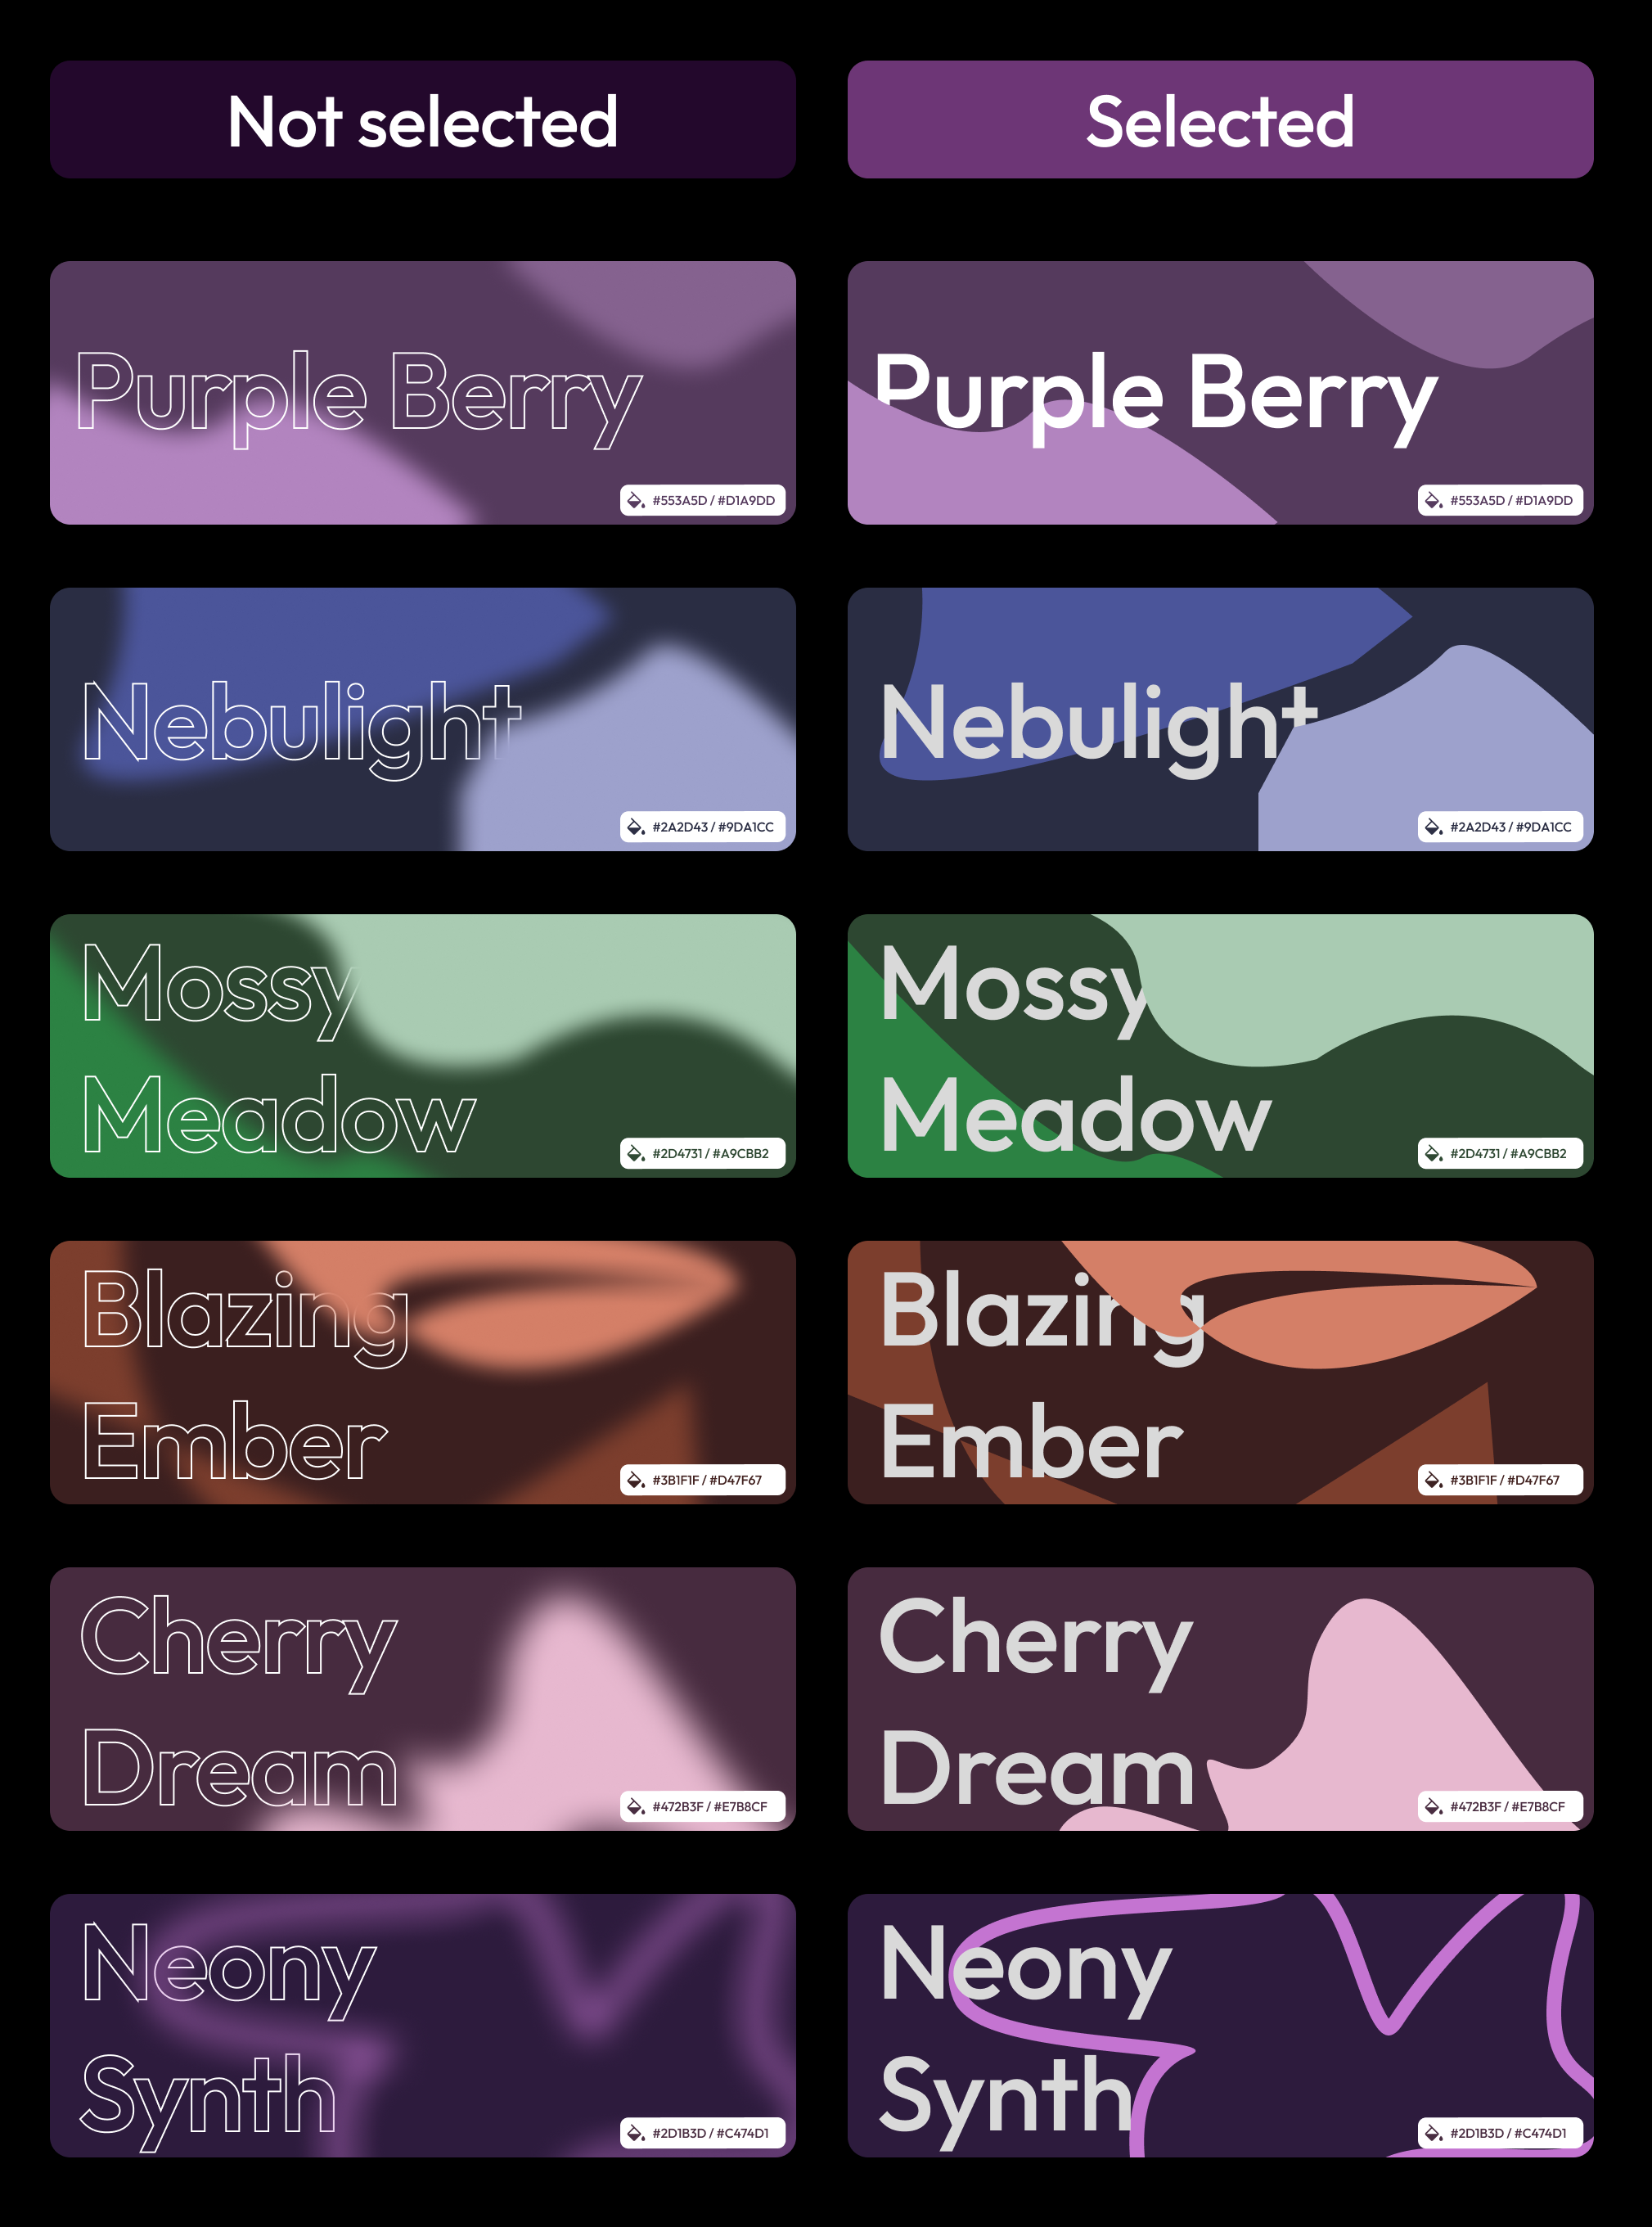 Not selected
Selected
Purple Berry
#553A5D / #D1A9DD
Purple Berry
#553A5D / #D1A9DD
Nebulight
#2A2D43 / #9DA1CC
Nebulight
#2A2D43 / #9DA1CC
Mossy
Meadow
#2D4731 / #A9CBB2
Mossy
Meadow
#2D4731 / #A9CBB2
Blazing
Ember
#3B1F1F / #D47F67
Blazing
Ember
#3B1F1F / #D47F67
Cherry
Dream
#472B3F / #E7B8CF
Cherry
Dream
#472B3F / #E7B8CF
Neony
Synth
#2D1B3D / #C474D1
Neony
Synth
#2D1B3D / #C474D1